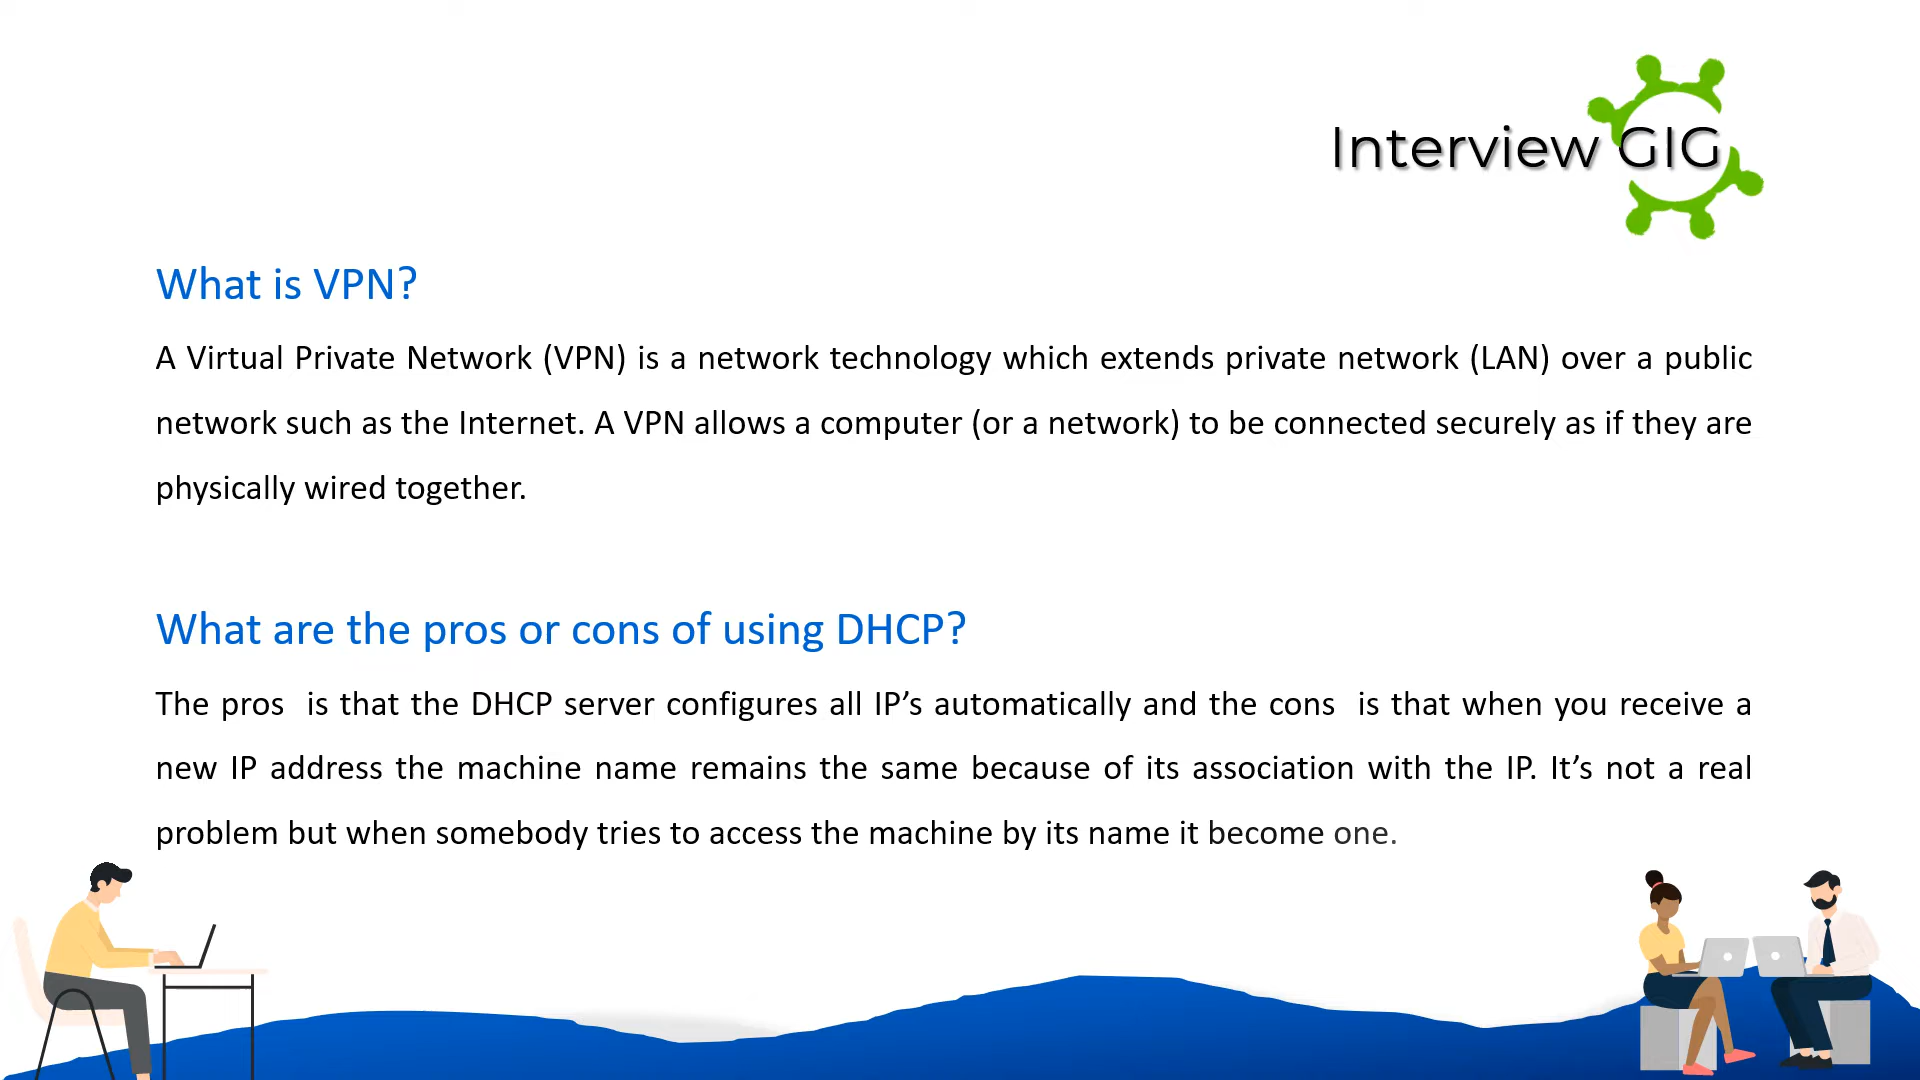 Interview GIG
What is VPN?
A Virtual Private Network (VPN) is a network technology which extends private network (LAN) over a public
network such as the Internet. A VPN allows a computer (or a network) to be connected securely as if they are
physically wired together.
What are the pros or cons of using DHCP?
The pros  is that the DHCP server configures all IP’s automatically and the cons  is that when you receive a
new IP address the machine name remains the same because of its association with the IP. It’s not a real
problem but when somebody tries to access the machine by its name it become one.